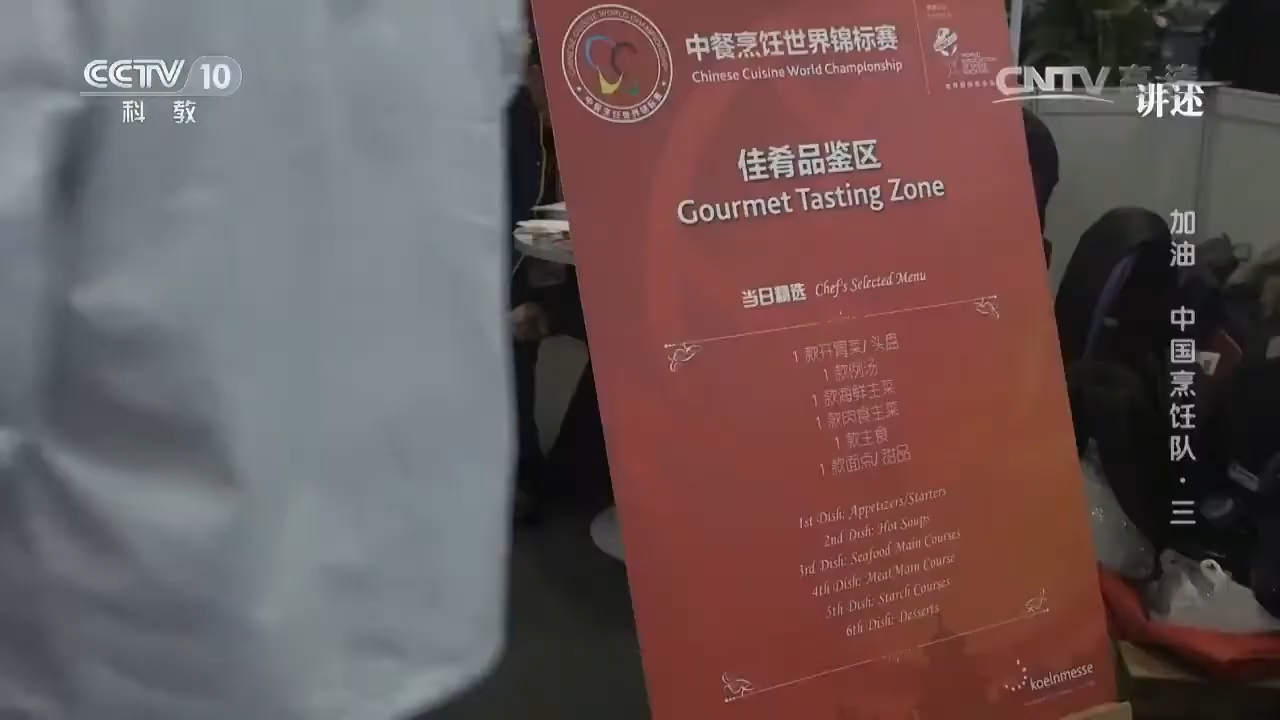 CCTV 10
科教
中餐烹饪世界锦标赛
Chinese Cuisine World Championship
CNTV
讲述
佳肴品鉴区
Gourmet Tasting Zone
当日精选 Chef's Selected Menu
1 款开胃菜/头盘
1 款例汤
1 款海鲜主菜
1 款肉食主菜
1 款主食
1 款面点/甜品
1st Dish: Appetizers/Starters
2nd Dish: Hot Soups
3rd Dish: Seafood Main Courses
4th Dish: Meat Main Course
5th Dish: Starch Courses
6th Dish: Desserts
koelnmesse
加油 中国烹饪队·三